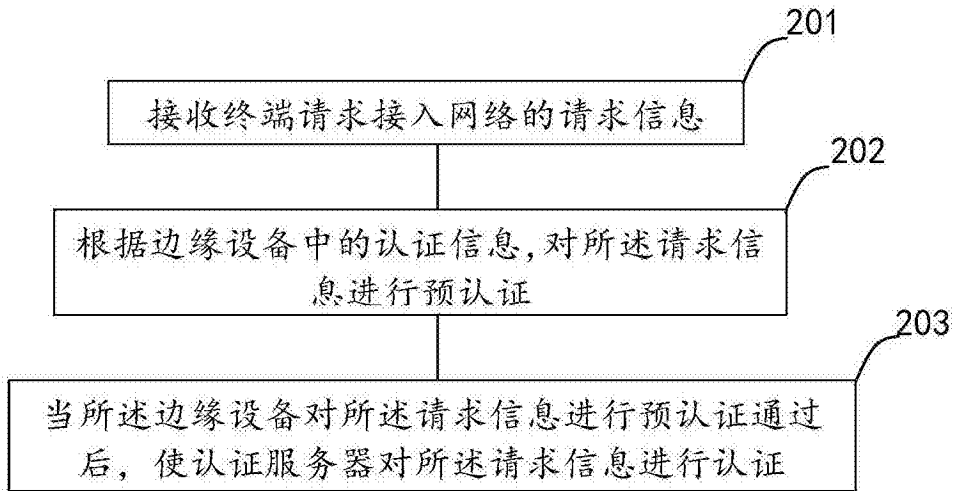 201
接收终端请求接入网络的请求信息
202
根据边缘设备中的认证信息,对所述请求信
息进行预认证
203
当所述边缘设备对所述请求信息进行预认证通过
后，使认证服务器对所述请求信息进行认证